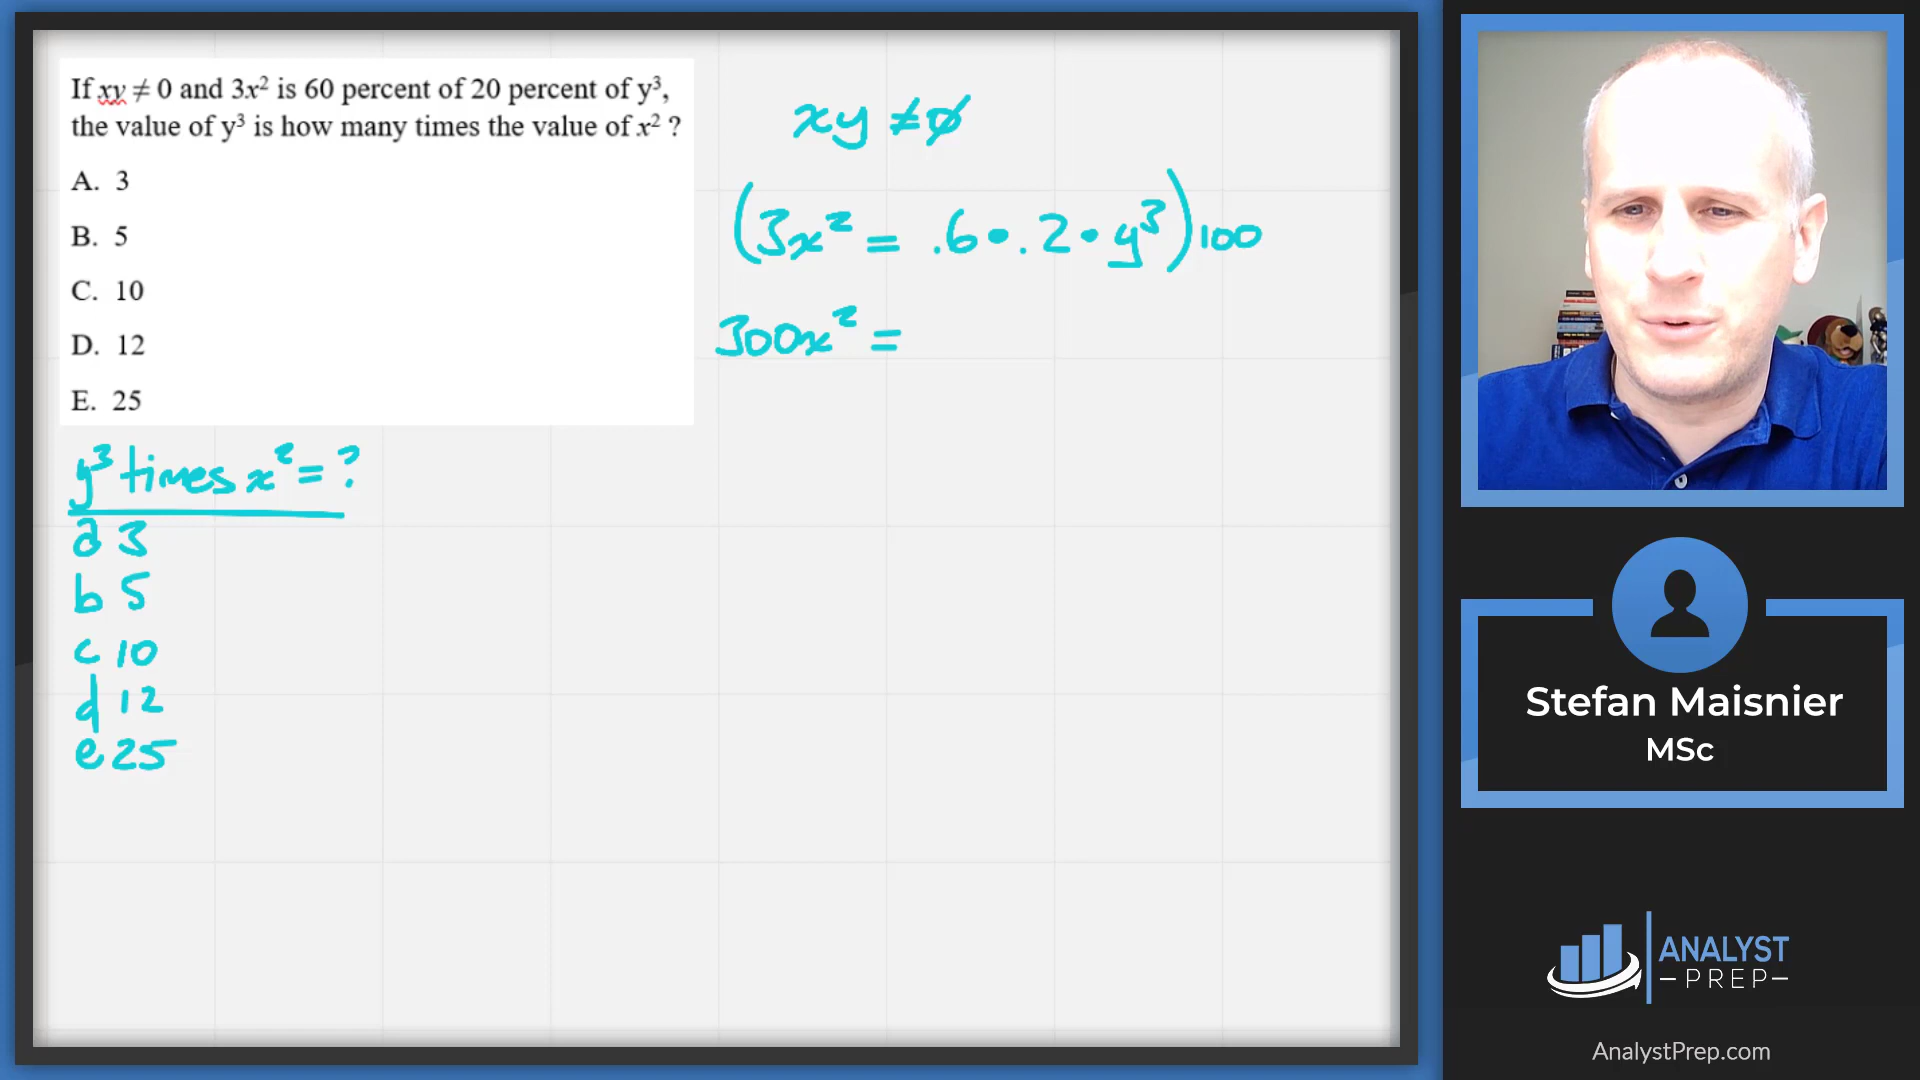 If xy ≠ 0 and 3x² is 60 percent of 20 percent of y³,
the value of y³ is how many times the value of x² ?
A. 3
B. 5
C. 10
D. 12
E. 25
y³ times x² = ?
a 3
b 5
c 10
d 12
e 25
xy ≠ 0
(3x² = .6 • .2 • y³)100
300x² =
Stefan Maisnier
MSc
ANALYST
PREP
AnalystPrep.com